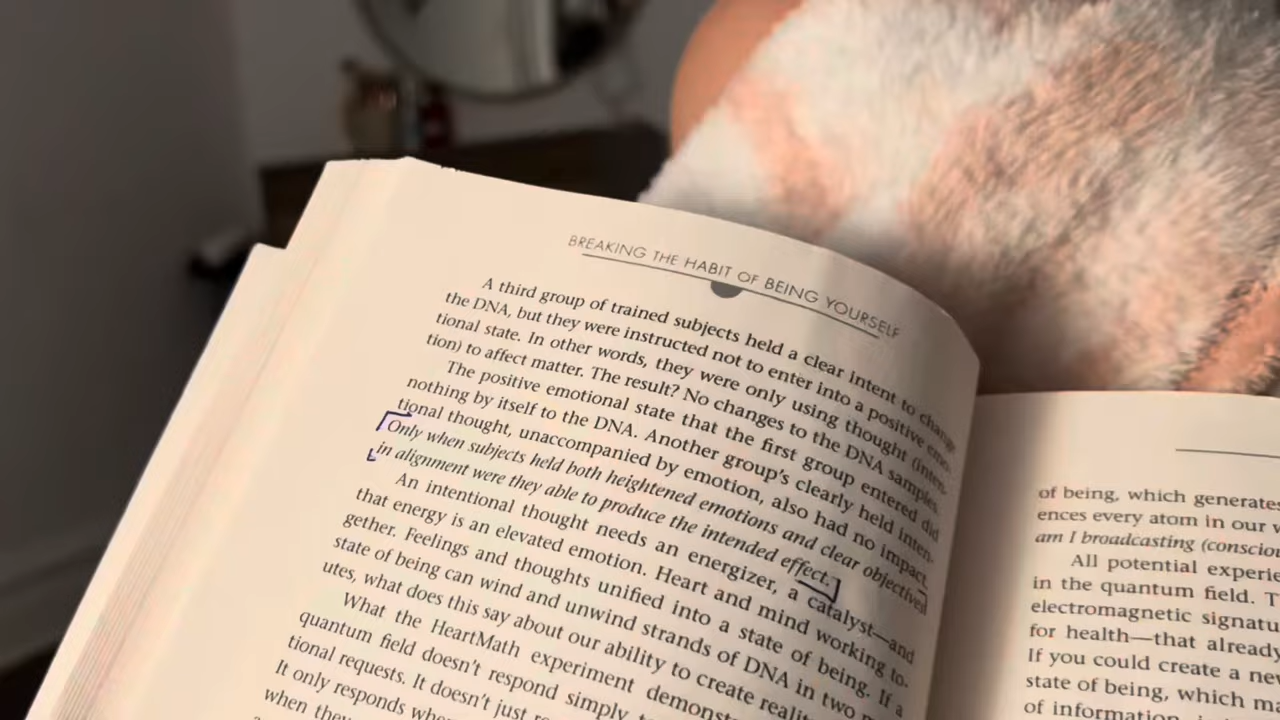 BREAKING THE HABIT OF BEING YOURSELF
A third group of trained subjects held a clear intent to change
the DNA, but they were instructed not to enter into a positive emo-
tional state. In other words, they were only using thought (inten-
tion) to affect matter. The result? No changes to the DNA samples.
The positive emotional state that the first group entered did
nothing by itself to the DNA. Another group's clearly held inten-
tional thought, unaccompanied by emotion, also had no impact.
Only when subjects held both heightened emotions and clear objectives
in alignment were they able to produce the intended effect.
An intentional thought needs an energizer, a catalyst—and
that energy is an elevated emotion. Heart and mind working to-
gether. Feelings and thoughts unified into a state of being. If a
state of being can wind and unwind strands of DNA in two
utes, what does this say about our ability to create
What the HeartMath experiment
quantum field doesn't respond simply
tional requests. It doesn't just
It only responds
when
of being, which
ences every atom in our
am I broadcasting
All potential
in the quantum field.
electromagnetic
for health—that already
If you could create a
state of being, which
of information